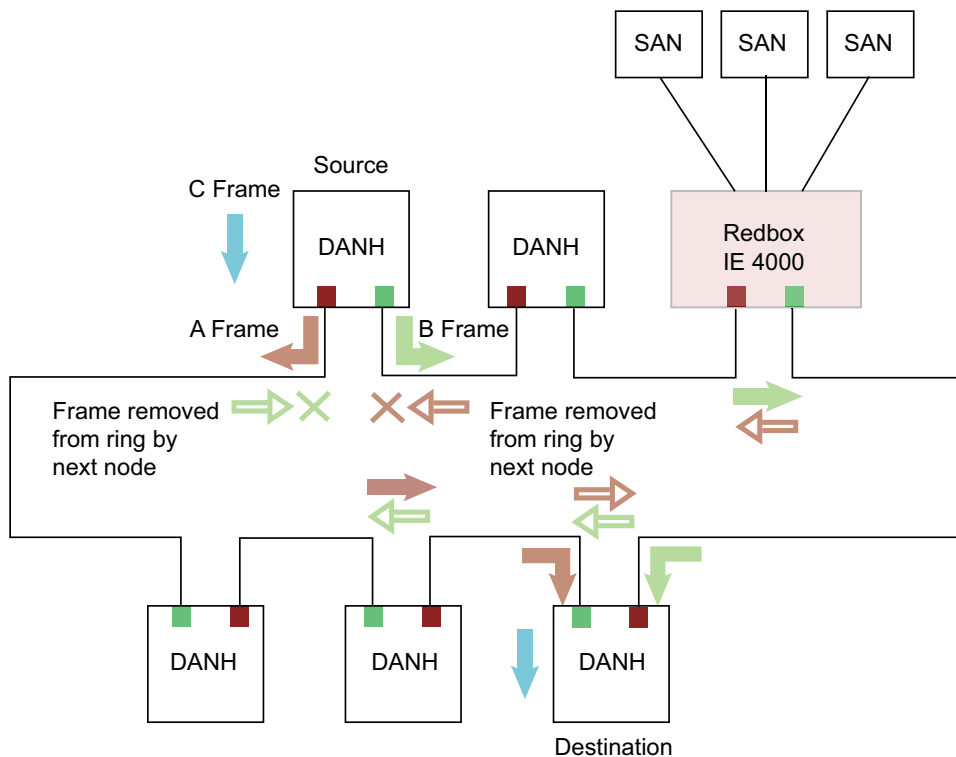 SAN
SAN
SAN
Source
C Frame
DANH
DANH
Redbox
IE 4000
A Frame
B Frame
Frame removed
from ring by
next node
Frame removed
from ring by
next node
DANH
DANH
DANH
Destination